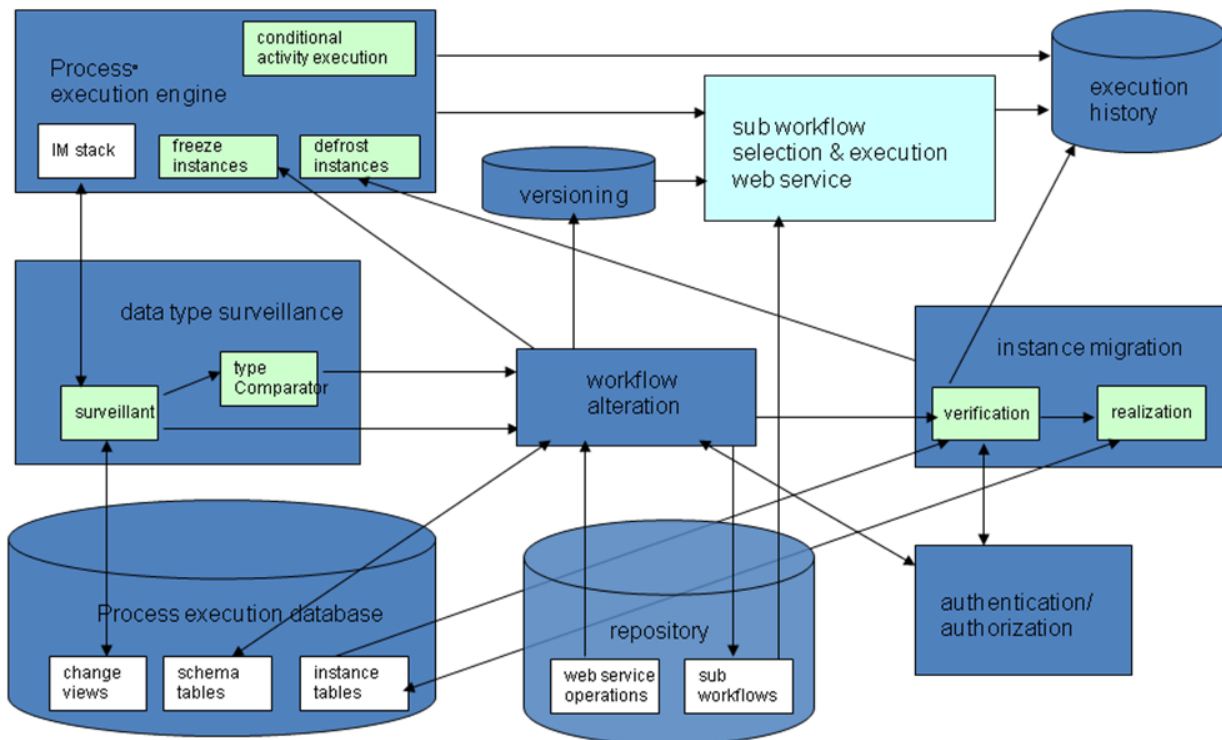 conditional
activity execution
Process
execution engine
IM stack
freeze
instances
defrost
instances
execution
history
sub workflow
selection & execution
web service
versioning
data type surveillance
type
Comparator
surveillant
workflow
alteration
instance migration
verification
realization
Process execution database
change
views
schema
tables
instance
tables
repository
web service
operations
sub
workflows
authentication/
authorization